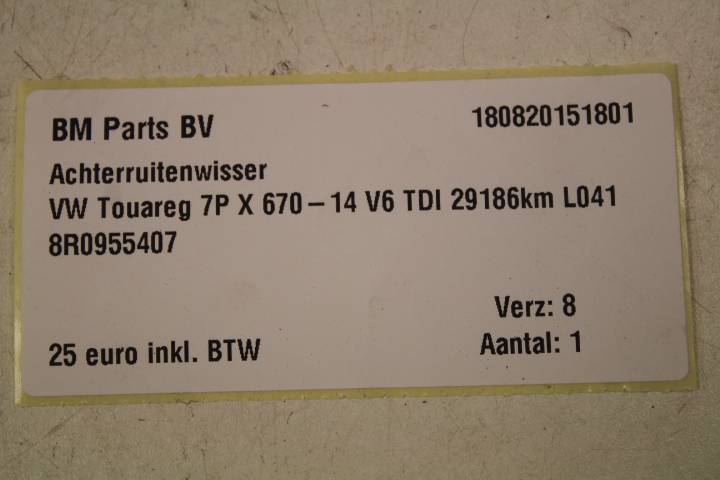 BM Parts BV 180820151801
Achterruitenwisser
VW Touareg 7P X 670-14 V6 TDI 29186km L041
8R0955407
Verz: 8
25 euro inkl. BTW Aantal: 1